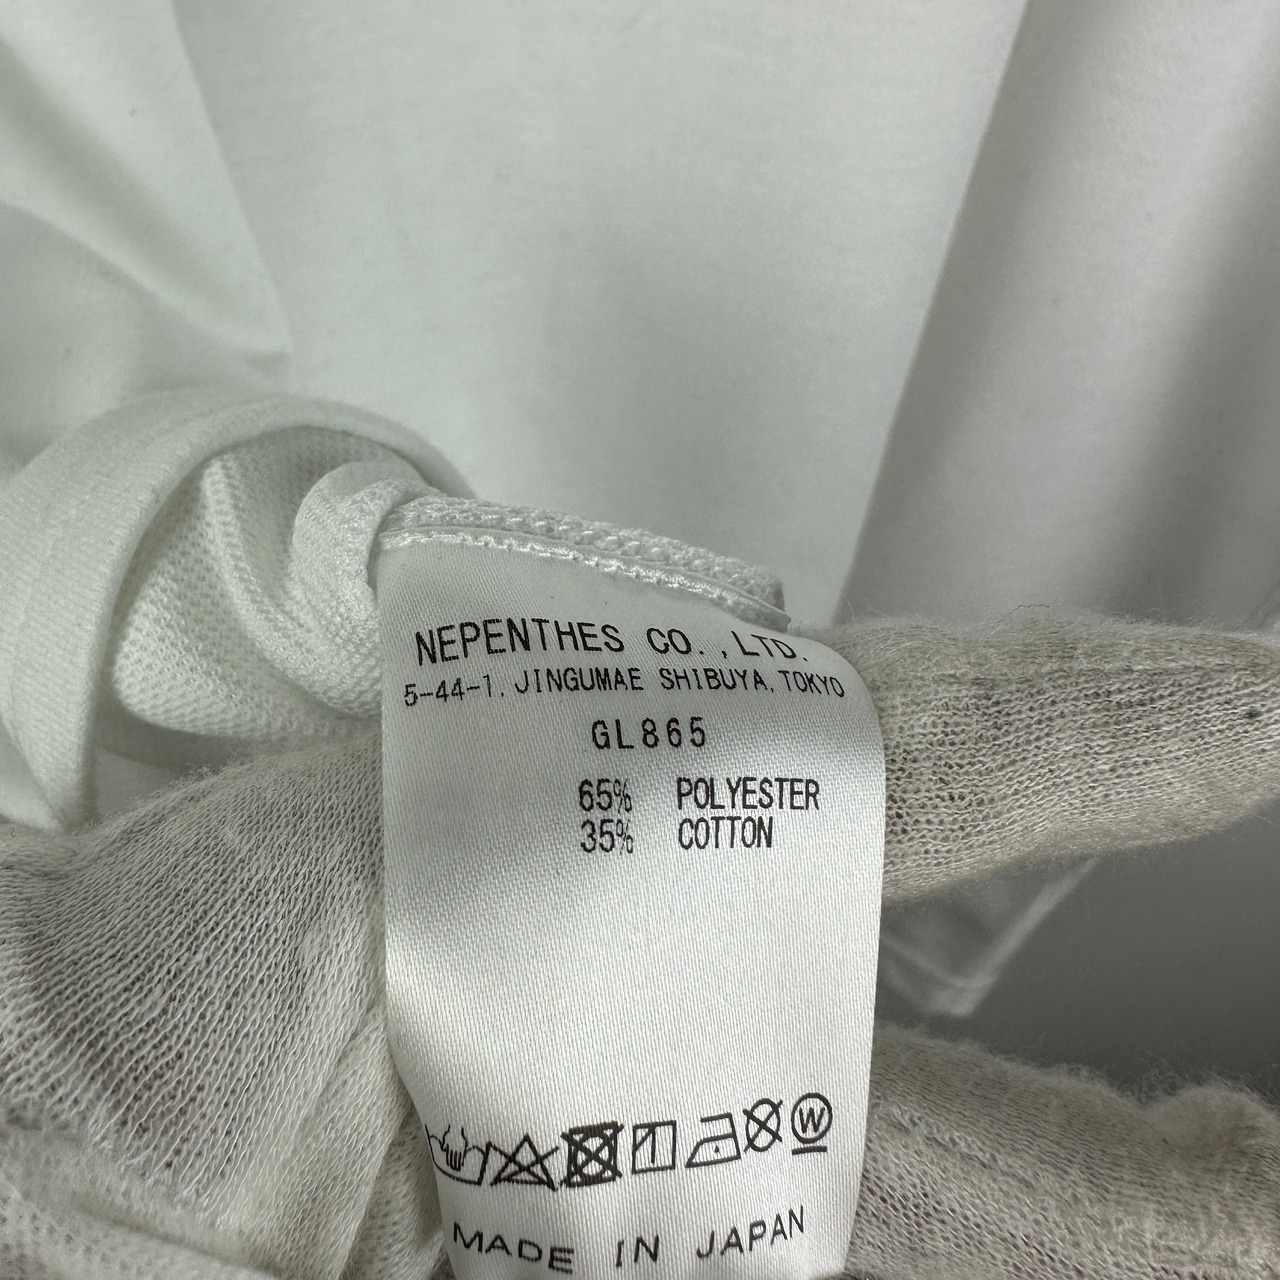 NEPENTHES CO.,LTD.
5-44-1, JINGUMAE SHIBUYA, TOKYO
GL865
65% POLYESTER
35% COTTON
W
MADE IN JAPAN